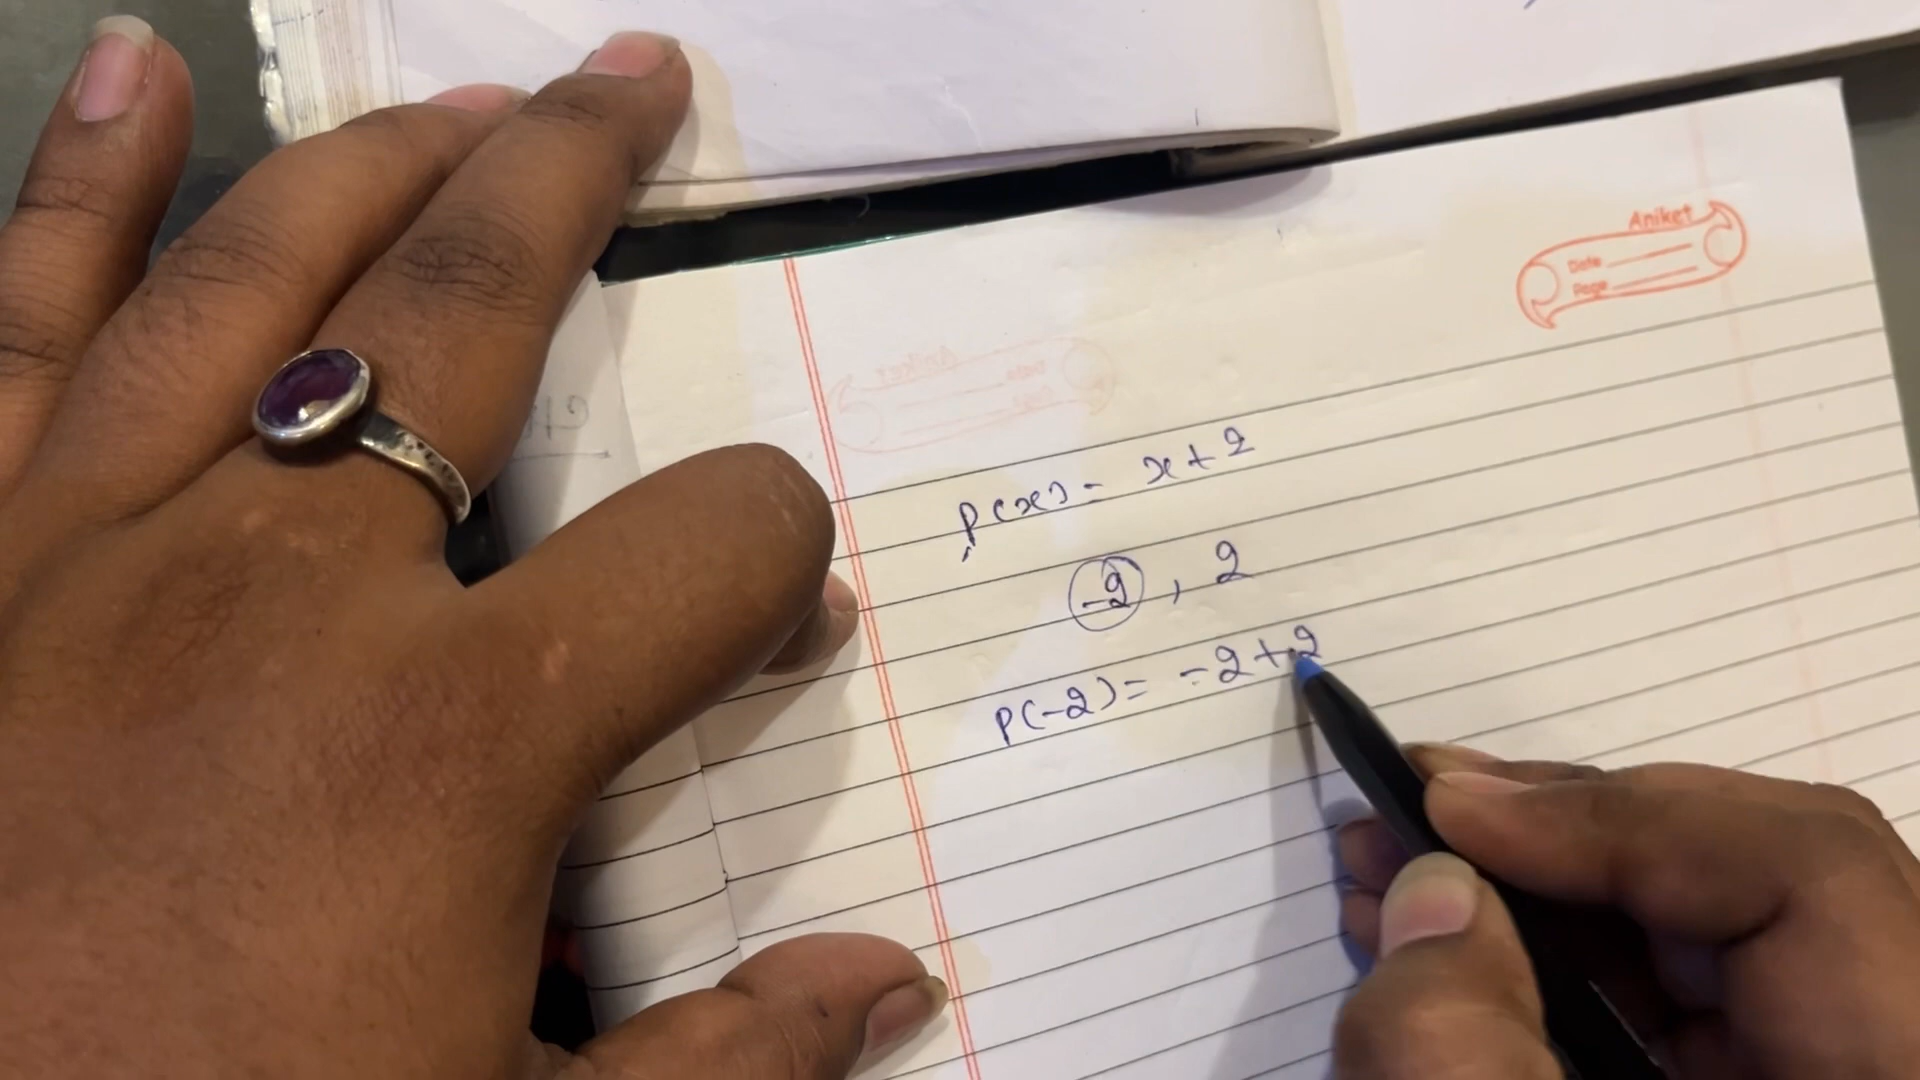 Aniket
Date
Page
p(x) = x + 2
-2 , 2
p(-2) = -2 + 2